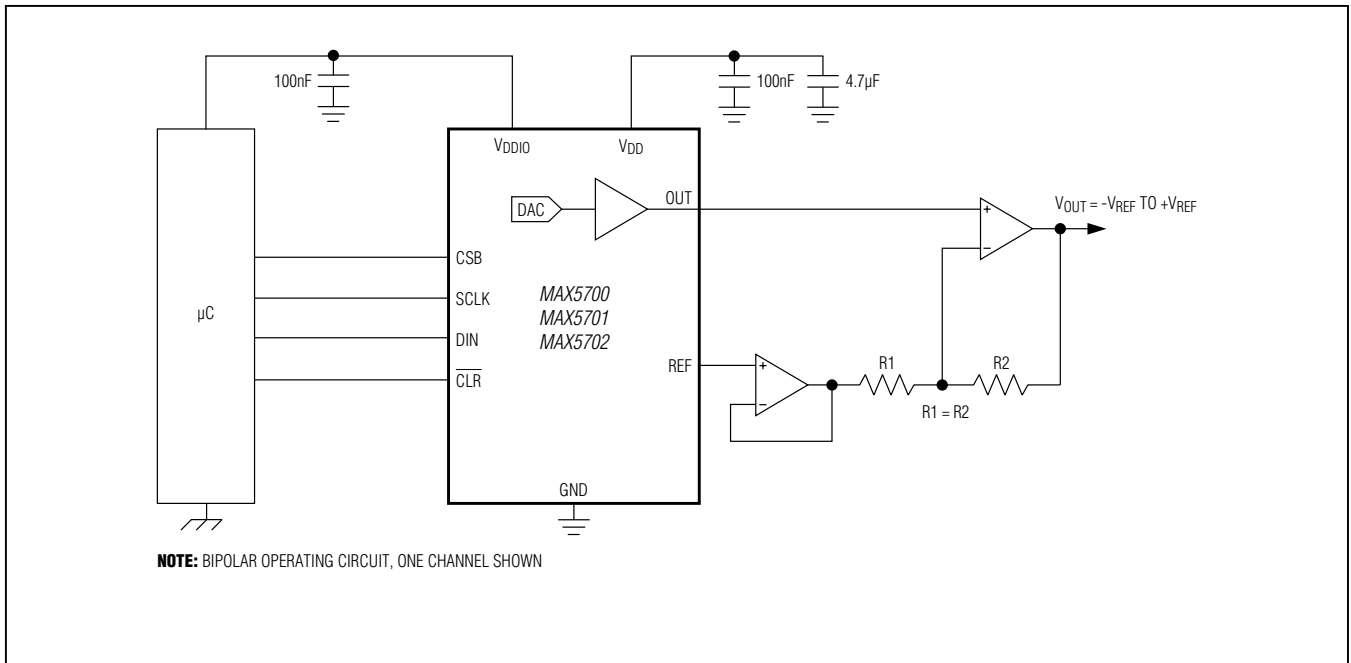 100nF
100nF
4.7µF
VDDIO
VDD
DAC
OUT
+
−
VOUT = -VREF TO +VREF
µC
CSB
SCLK
DIN
CLR
MAX5700
MAX5701
MAX5702
REF
+
−
R1
R2
R1 = R2
GND
NOTE: BIPOLAR OPERATING CIRCUIT, ONE CHANNEL SHOWN